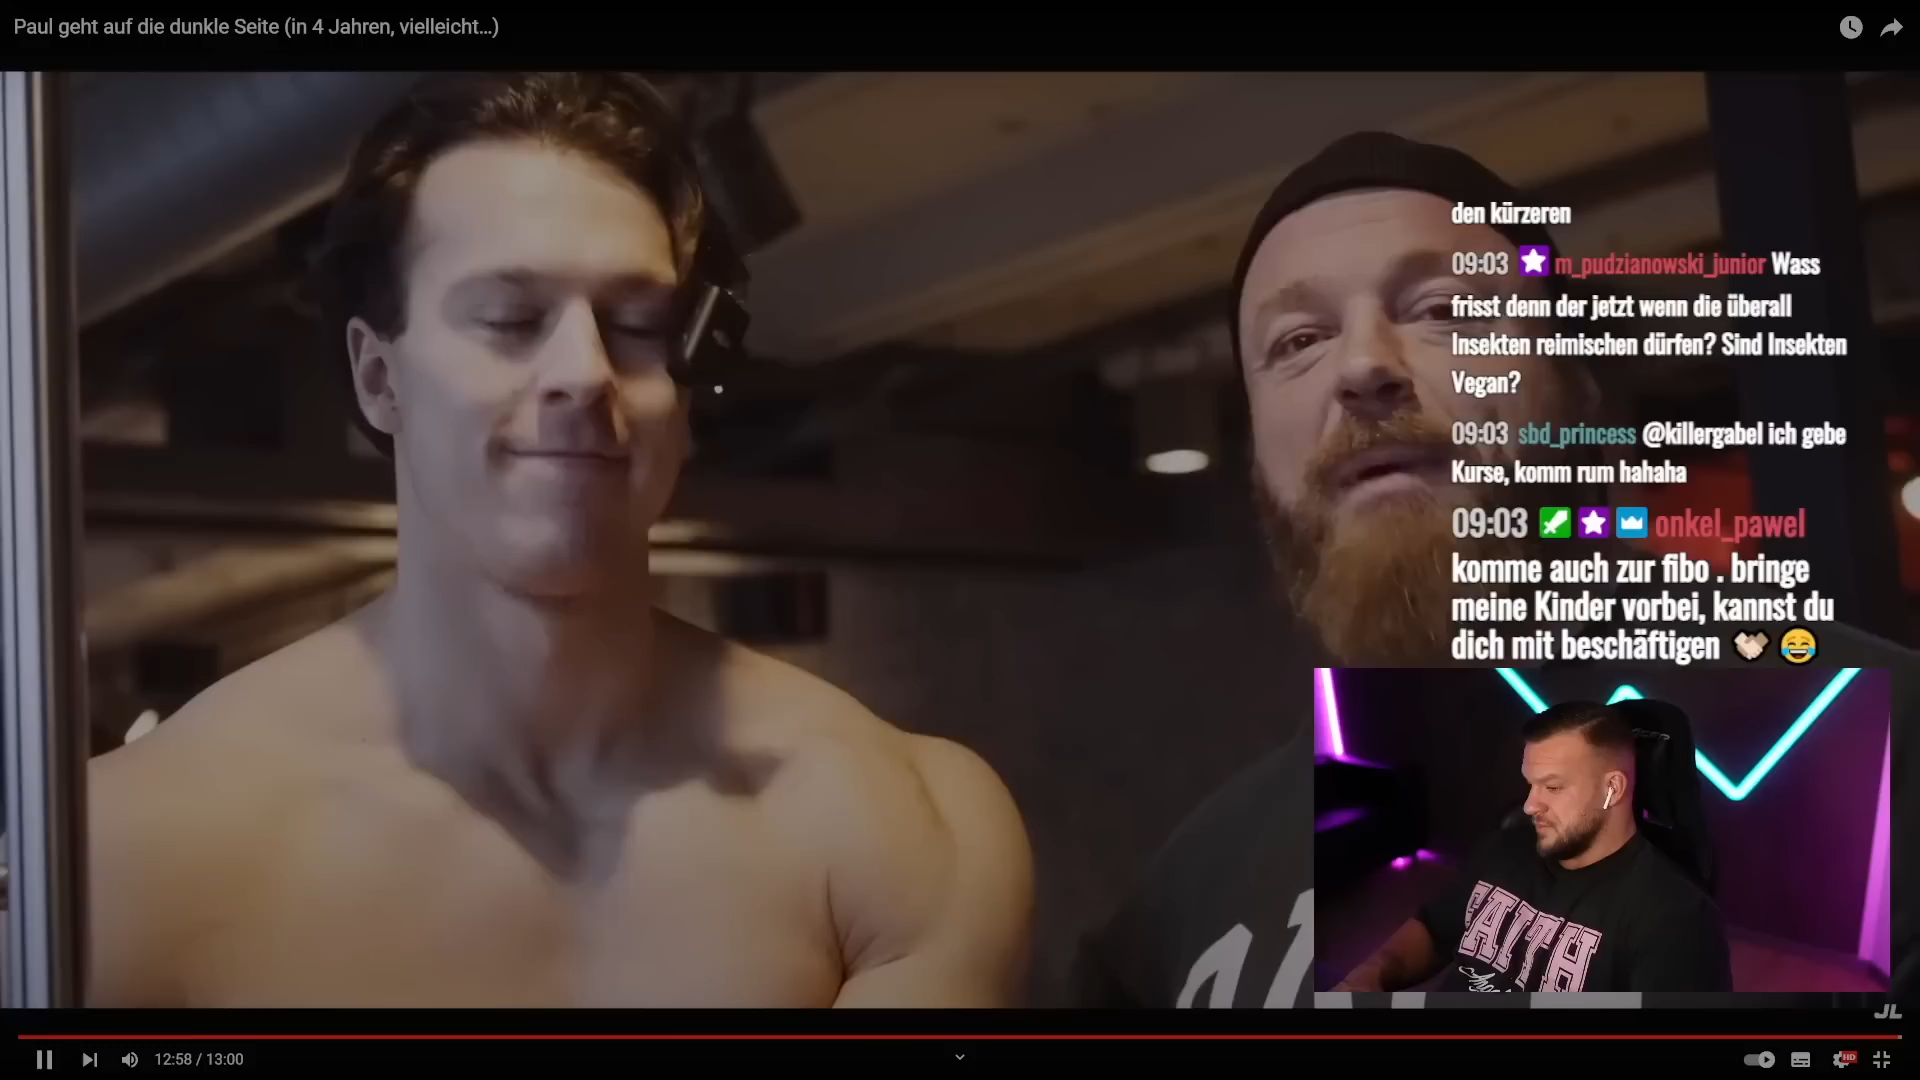 Paul geht auf die dunkle Seite (in 4 Jahren, vielleicht...)
den kürzeren
09:03 m_pudzianowski_junior Wass
frisst denn der jetzt wenn die überall
Insekten reimischen dürfen? Sind Insekten
Vegan?
09:03 sbd_princess @killergabel ich gebe
Kurse, komm rum hahaha
09:03 onkel_pawel
komme auch zur fibo . bringe
meine Kinder vorbei, kannst du
dich mit beschäftigen 🤝 😂
FAITH
JL
12:58 / 13:00
HD